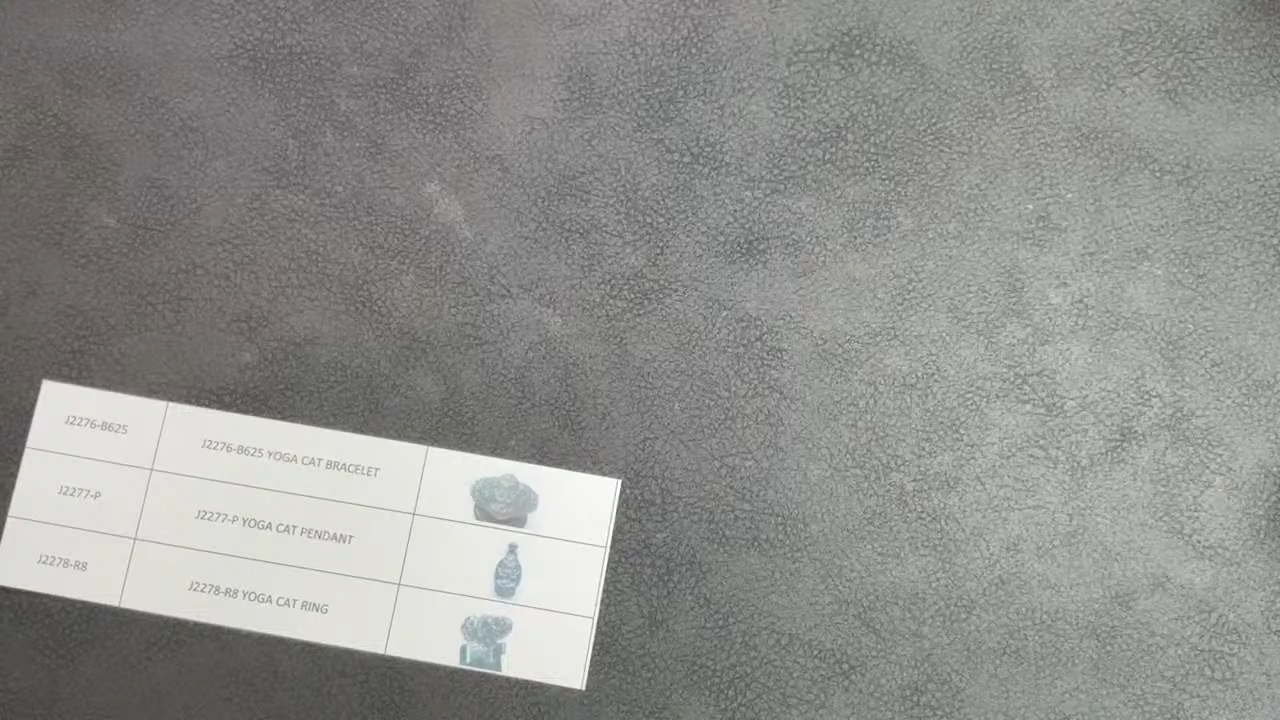 J2276-B625 J2276-B625 YOGA CAT BRACELET
J2277-P J2277-P YOGA CAT PENDANT
J2278-R8 J2278-R8 YOGA CAT RING